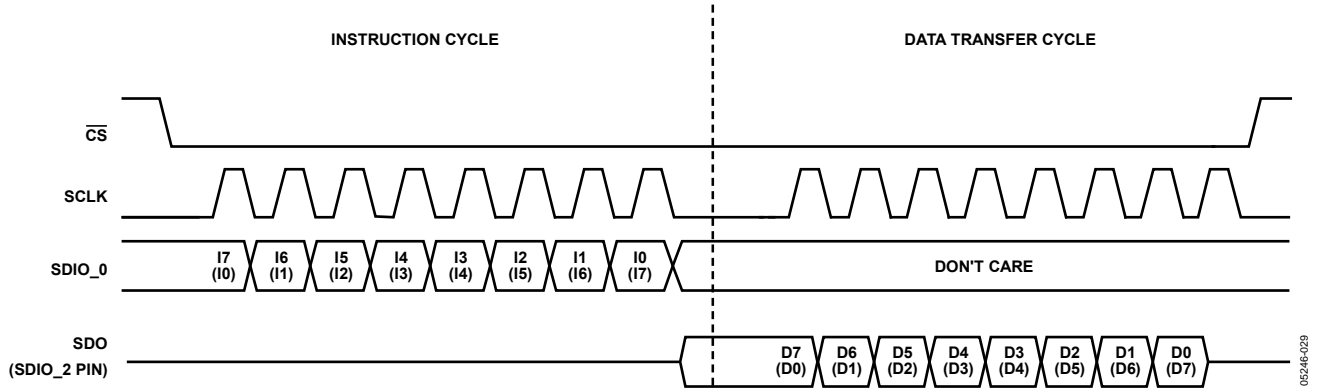 INSTRUCTION CYCLE
DATA TRANSFER CYCLE
CS
SCLK
SDIO_0
I7 I6 I5 I4 I3 I2 I1 I0
(I0) (I1) (I2) (I3) (I4) (I5) (I6) (I7)
DON'T CARE
SDO
(SDIO_2 PIN)
D7 D6 D5 D4 D3 D2 D1 D0
(D0) (D1) (D2) (D3) (D4) (D5) (D6) (D7)
05246-029